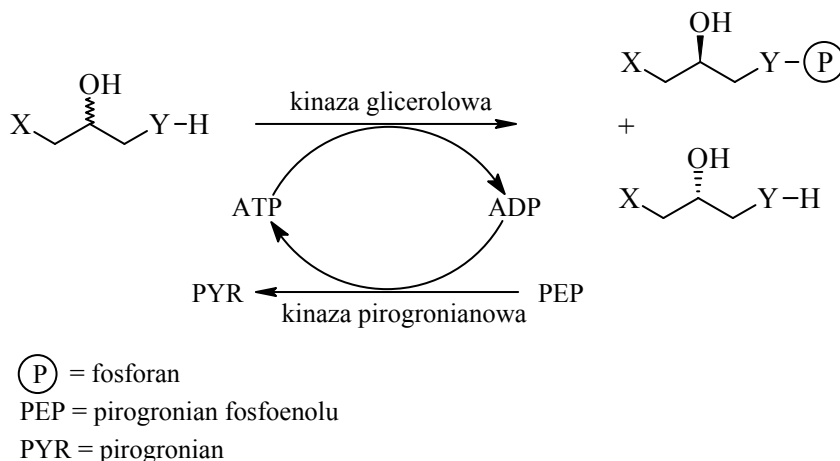 OH
X Y-H
kinaza glicerolowa
ATP ADP
PYR PEP
kinaza pirogronianowa
OH
X Y-P
+
OH
X Y-H
P = fosforan
PEP = pirogronian fosfoenolu
PYR = pirogronian